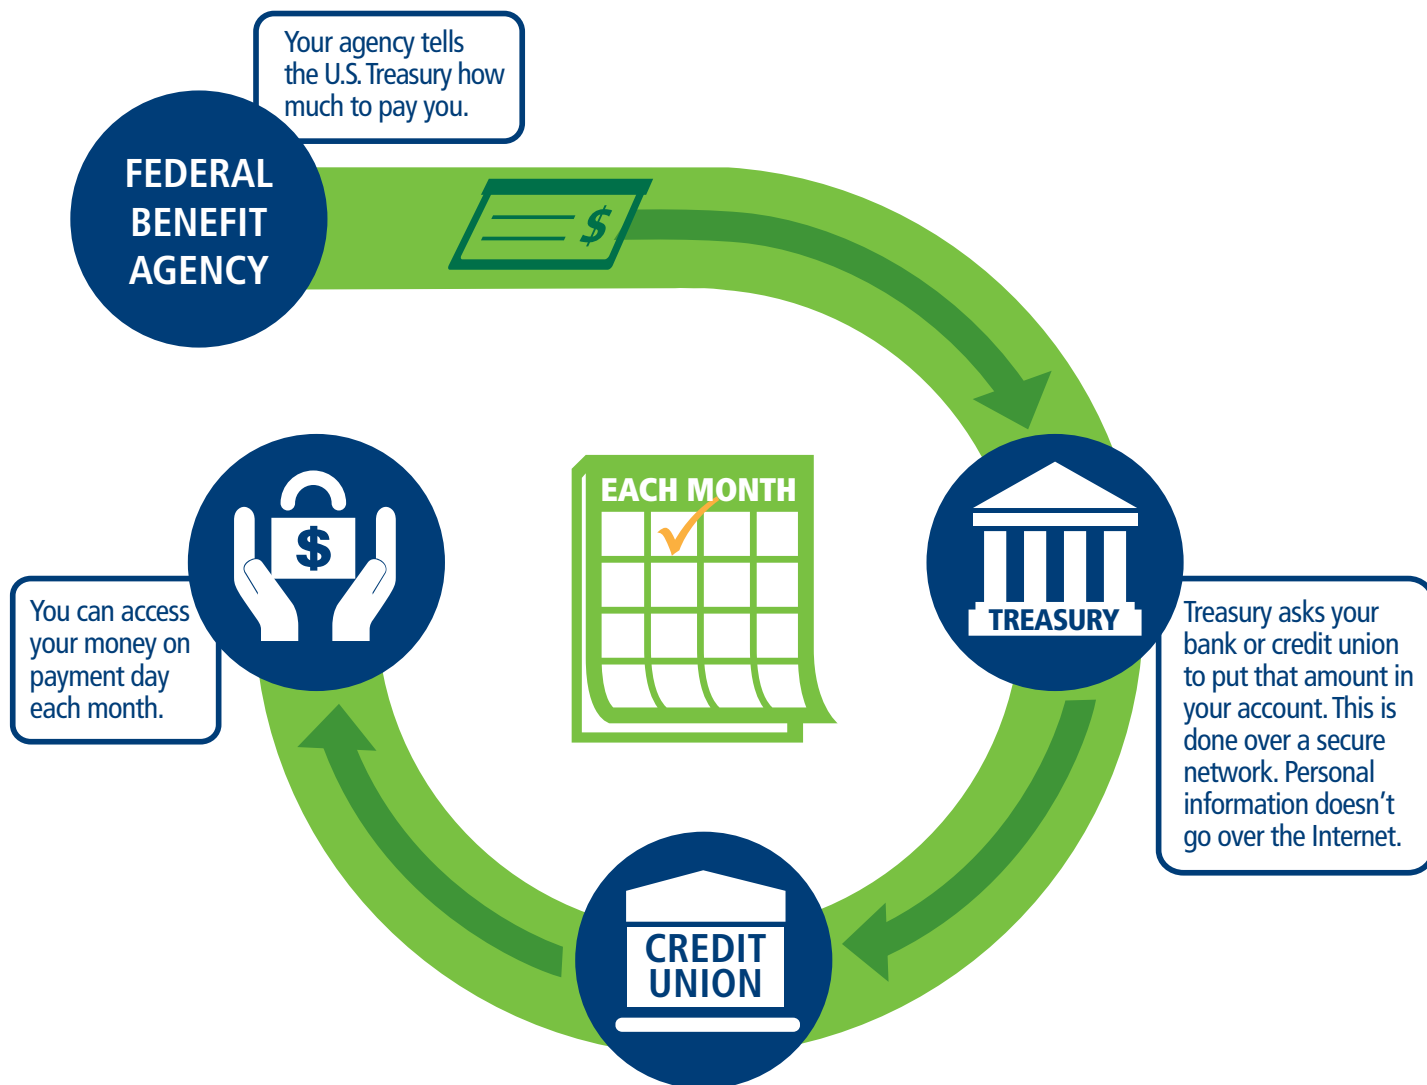 Your agency tells
the U.S. Treasury how
much to pay you.
FEDERAL
BENEFIT
AGENCY
$
EACH MONTH
TREASURY
Treasury asks your
bank or credit union
to put that amount in
your account. This is
done over a secure
network. Personal
information doesn't
go over the Internet.
CREDIT
UNION
$
You can access
your money on
payment day
each month.